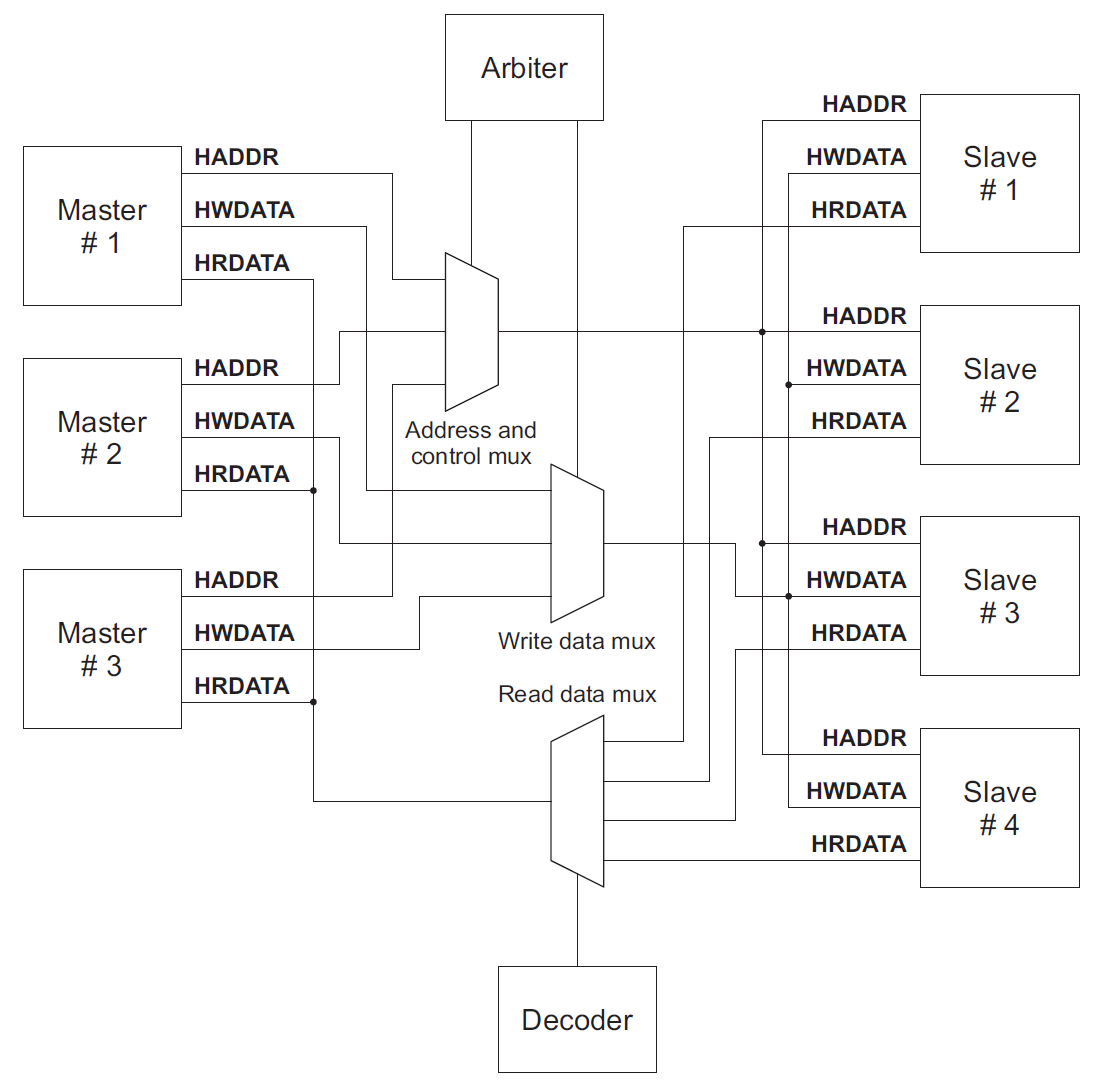 Arbiter
HADDR
HWDATA
HRDATA
Master
# 1
HADDR
HWDATA
HRDATA
Master
# 2
HADDR
HWDATA
HRDATA
Master
# 3
Address and
control mux
Write data mux
Read data mux
HADDR
HWDATA
HRDATA
Slave
# 1
HADDR
HWDATA
HRDATA
Slave
# 2
HADDR
HWDATA
HRDATA
Slave
# 3
HADDR
HWDATA
HRDATA
Slave
# 4
Decoder